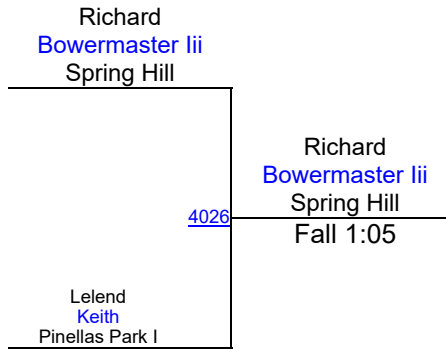 Richard
Bowermaster Iii
Spring Hill
Richard
Bowermaster Iii
Spring Hill
4026
Fall 1:05
Lelend
Keith
Pinellas Park I